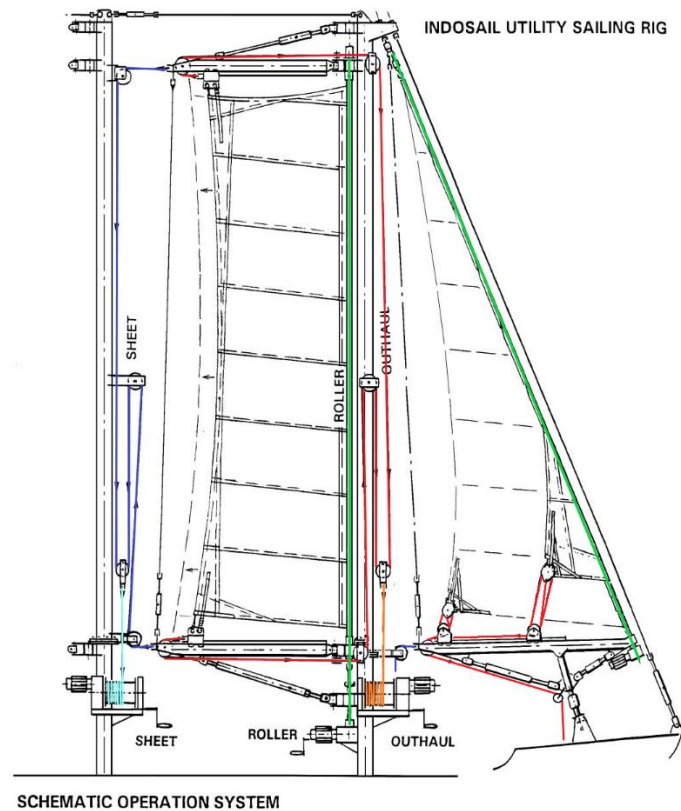 INDOSAIL UTILITY SAILING RIG
SHEET
ROLLER
OUTHAUL
SHEET
ROLLER
OUTHAUL
SCHEMATIC OPERATION SYSTEM